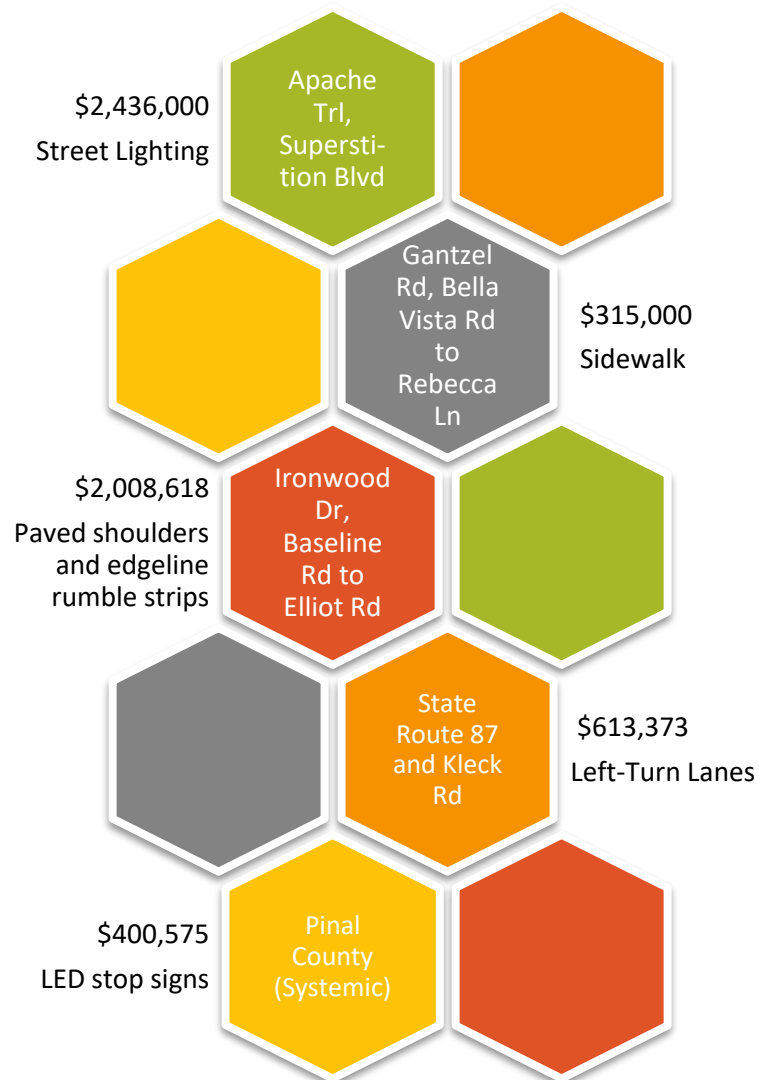 $2,436,000
Street Lighting
Apache
Trl,
Supersti-
tion Blvd
Gantzel
Rd, Bella
Vista Rd
to
Rebecca
Ln
$315,000
Sidewalk
$2,008,618
Paved shoulders
and edgeline
rumble strips
Ironwood
Dr,
Baseline
Rd to
Elliot Rd
State
Route 87
and Kleck
Rd
$613,373
Left-Turn Lanes
$400,575
LED stop signs
Pinal
County
(Systemic)